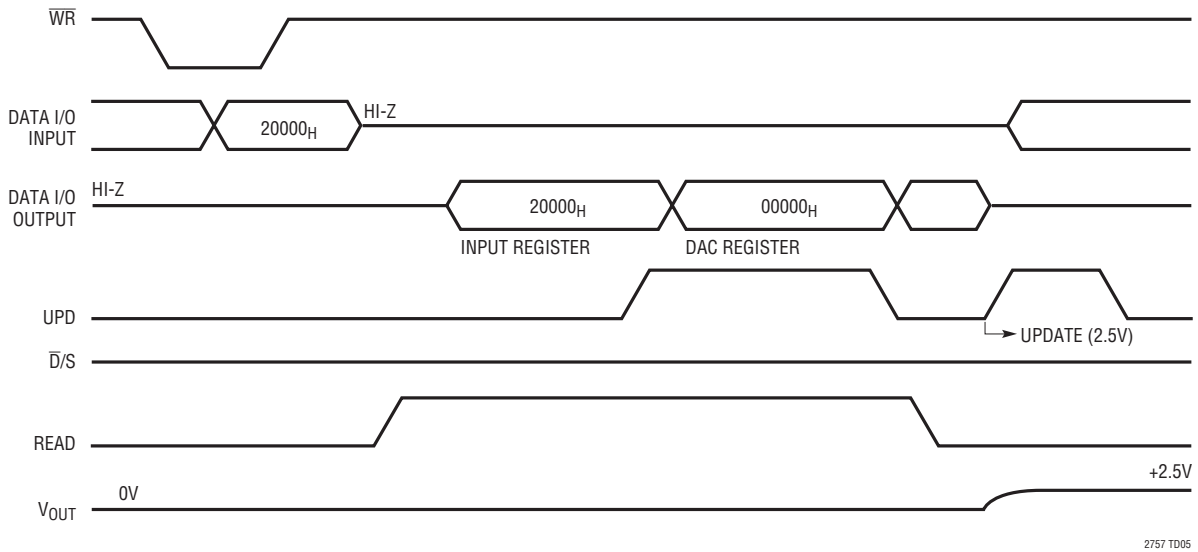 W̅R̅
DATA I/O
INPUT
20000H
HI-Z
DATA I/O
OUTPUT
HI-Z
20000H
00000H
INPUT REGISTER
DAC REGISTER
UPD
UPDATE (2.5V)
D̅/S
READ
VOUT
0V
+2.5V
2757 TD05